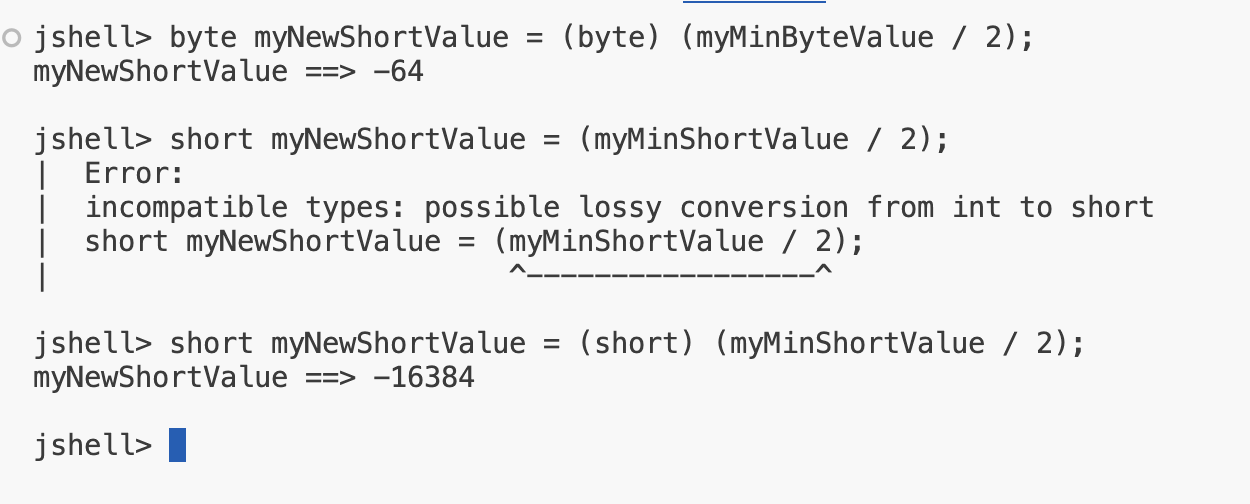 jshell> byte myNewShortValue = (byte) (myMinByteValue / 2);
myNewShortValue ==> -64
jshell> short myNewShortValue = (myMinShortValue / 2);
|  Error:
|  incompatible types: possible lossy conversion from int to short
|  short myNewShortValue = (myMinShortValue / 2);
|                           ^-----------------^
jshell> short myNewShortValue = (short) (myMinShortValue / 2);
myNewShortValue ==> -16384
jshell>